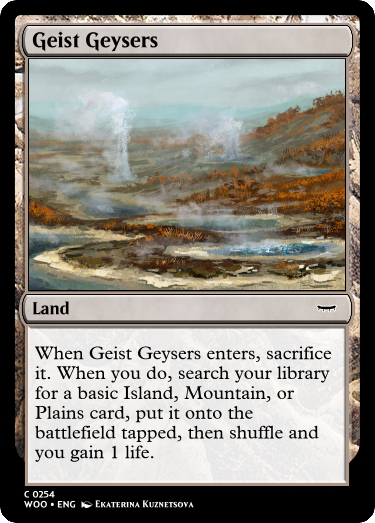 Geist Geysers
Land
When Geist Geysers enters, sacrifice
it. When you do, search your library
for a basic Island, Mountain, or
Plains card, put it onto the
battlefield tapped, then shuffle and
you gain 1 life.
C 0254
WOO • ENG Ekaterina Kuznetsova